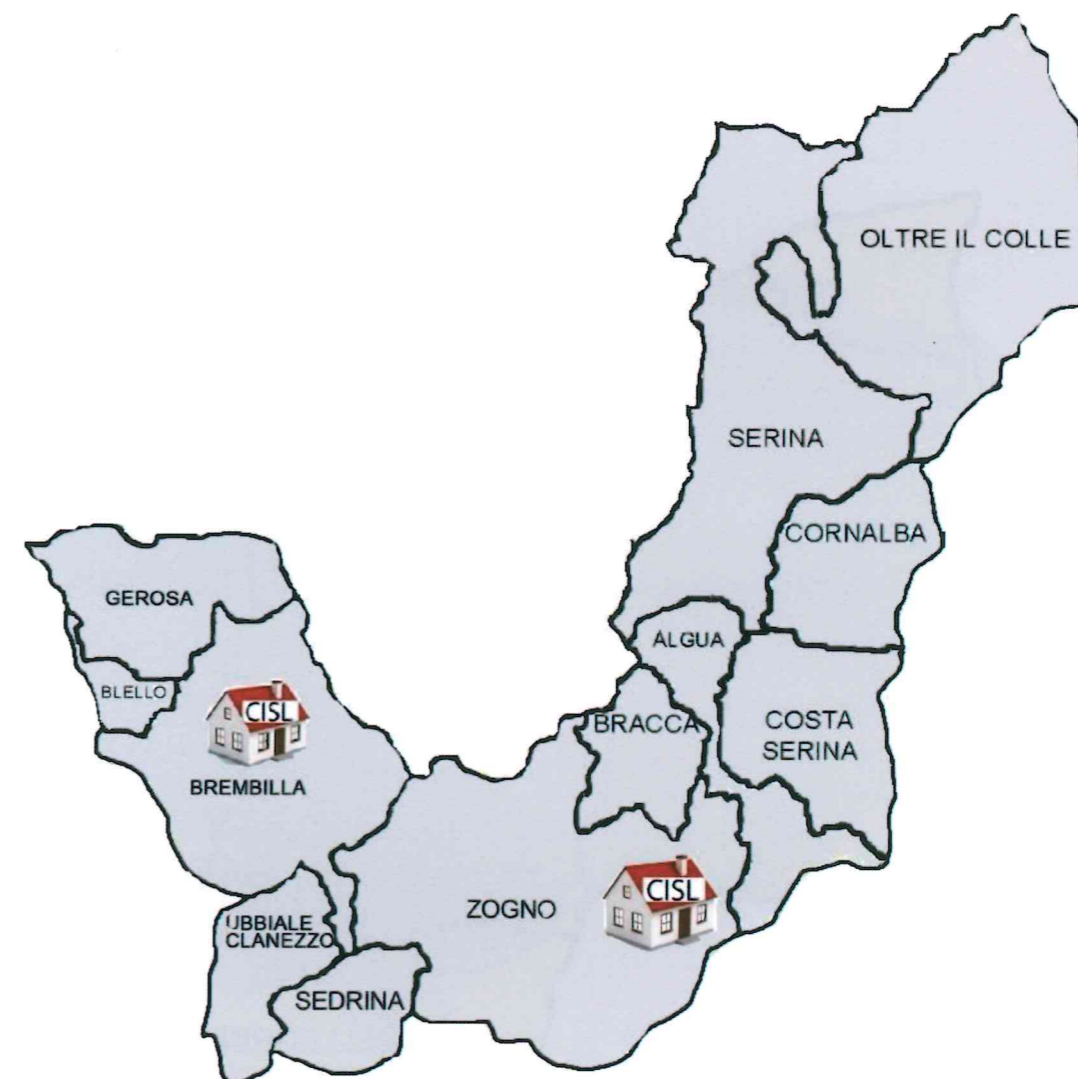 OLTRE IL COLLE
SERINA
CORNALBA
GEROSA
ALGUA
BLELLO
CISL
BRACCA
COSTA
SERINA
BREMBILLA
CISL
ZOGNO
UBBIALE
CLANEZZO
SEDRINA